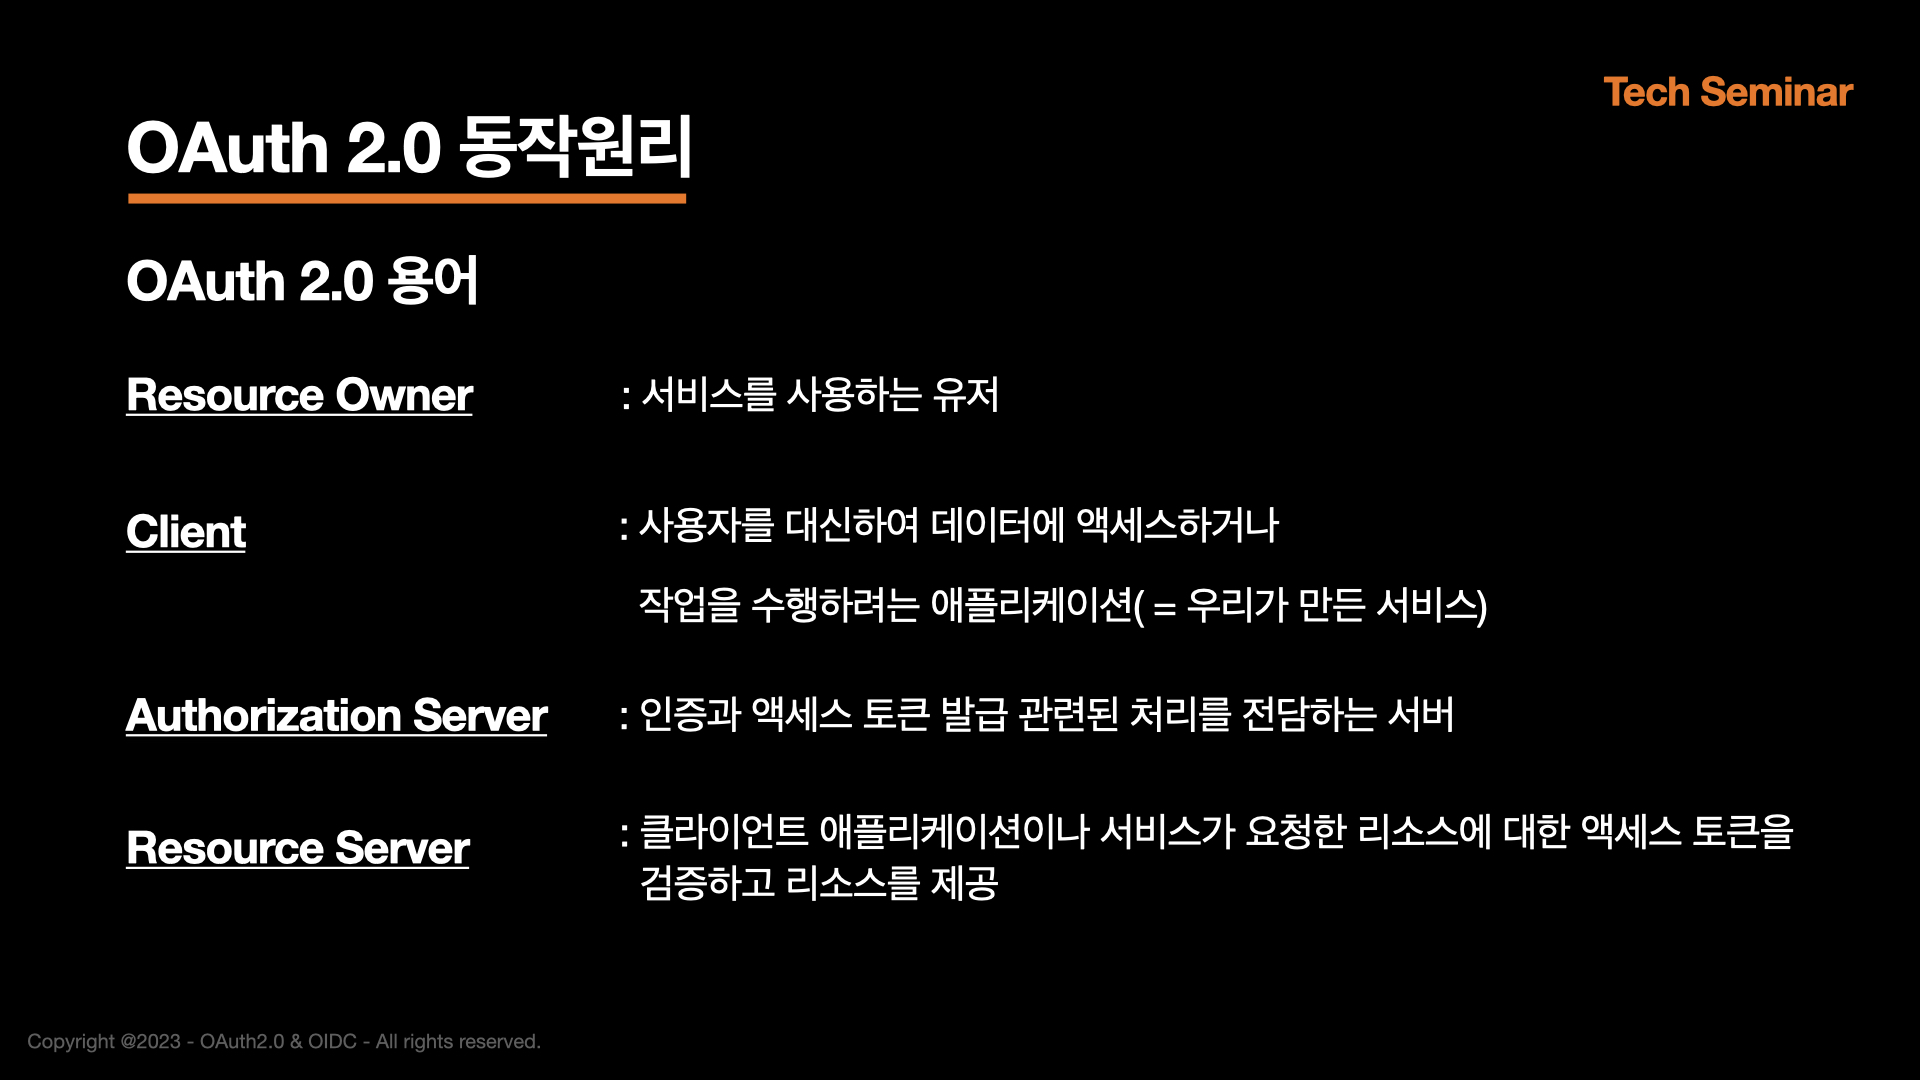 Tech Seminar
OAuth 2.0 동작원리
OAuth 2.0 용어
Resource Owner : 서비스를 사용하는 유저
Client : 사용자를 대신하여 데이터에 액세스하거나
작업을 수행하려는 애플리케이션( = 우리가 만든 서비스)
Authorization Server : 인증과 액세스 토큰 발급 관련된 처리를 전담하는 서버
Resource Server : 클라이언트 애플리케이션이나 서비스가 요청한 리소스에 대한 액세스 토큰을
검증하고 리소스를 제공
Copyright @2023 - OAuth2.0 & OIDC - All rights reserved.